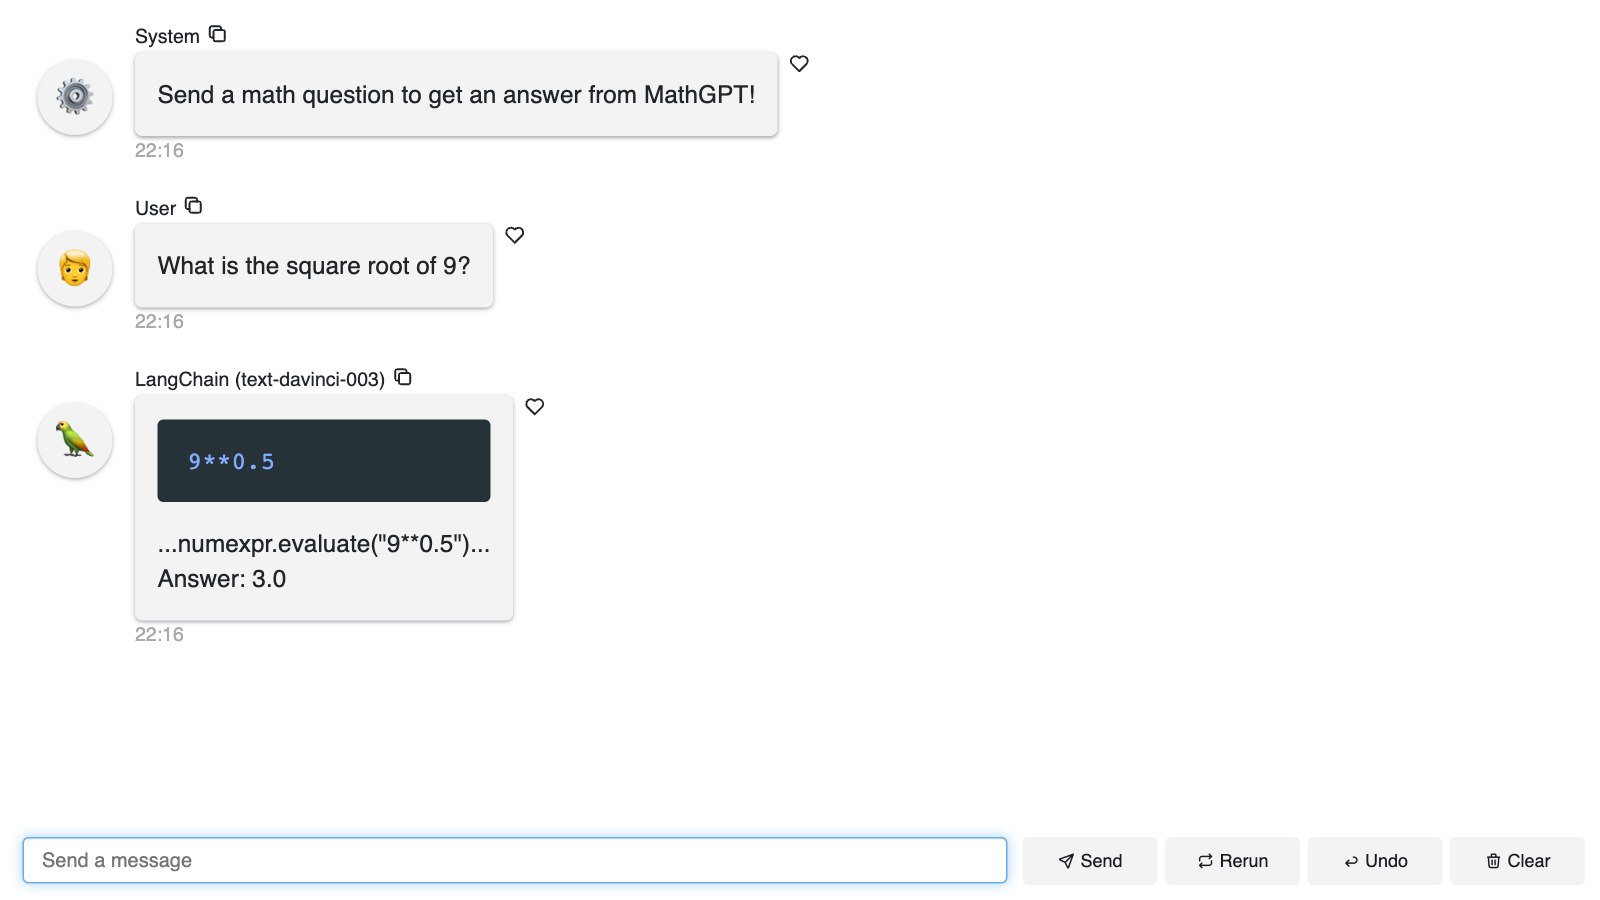 System
Send a math question to get an answer from MathGPT!
22:16
User
What is the square root of 9?
22:16
LangChain (text-davinci-003)
9**0.5
...numexpr.evaluate("9**0.5")...
Answer: 3.0
22:16
Send a message
Send
Rerun
Undo
Clear